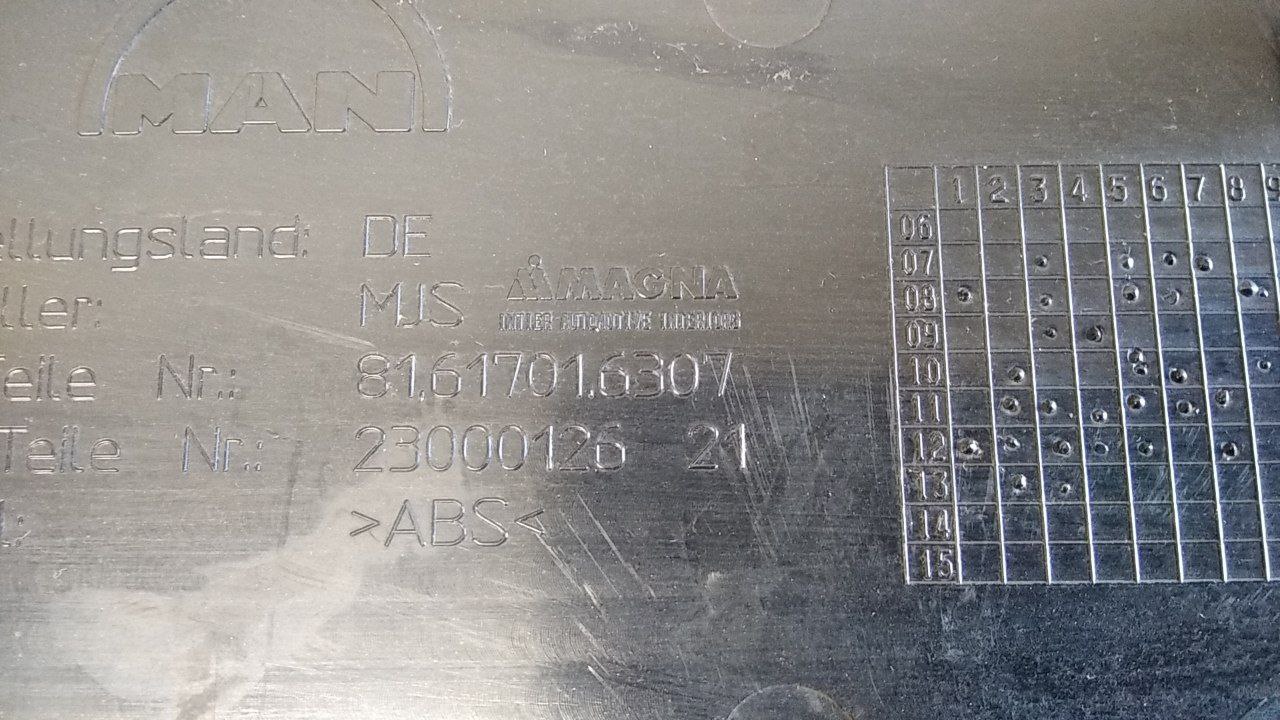 MAN
ellungsland: DE
ller: MJS MAGNA
INTIER AUTOMOTIVE INTERIORS
eile Nr.: 81.61701.6307
Teile Nr.: 23000126 21
l.: >ABS<
1 2 3 4 5 6 7 8 9
06
07
08
09
10
11
12
13
14
15